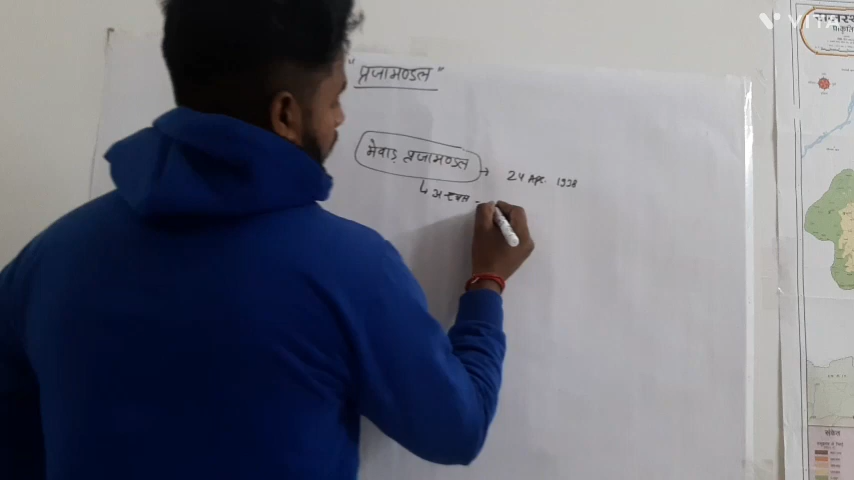 "प्रजामण्डल"
मेवाड़ प्रजामण्डल → 24 Apr. 1938
↳ अध्यक्ष -
संकेत